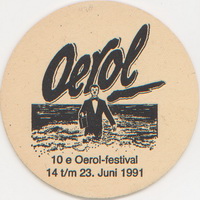 Oerol
10 e Oerol-festival
14 t/m 23. Juni 1991